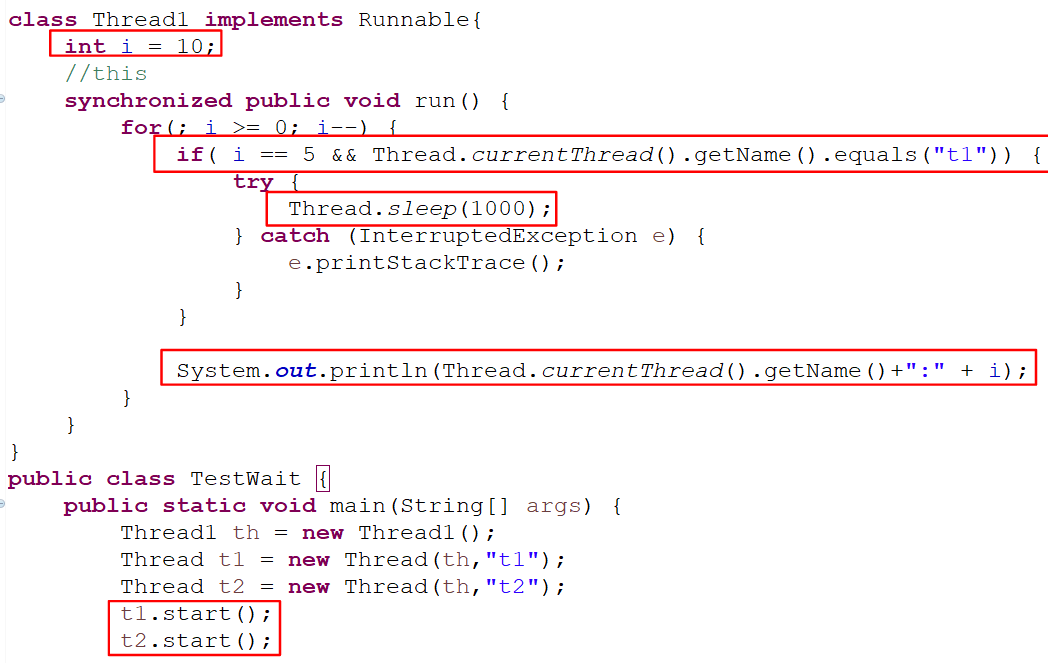 class Thread1 implements Runnable{
    int i = 10;
    //this
    synchronized public void run() {
        for(; i >= 0; i--) {
            if( i == 5 && Thread.currentThread().getName().equals("t1")) {
                try {
                    Thread.sleep(1000);
                } catch (InterruptedException e) {
                    e.printStackTrace();
                }
            }

            System.out.println(Thread.currentThread().getName()+":" + i);
        }
    }
}
public class TestWait {
    public static void main(String[] args) {
        Thread1 th = new Thread1();
        Thread t1 = new Thread(th,"t1");
        Thread t2 = new Thread(th,"t2");
        t1.start();
        t2.start();